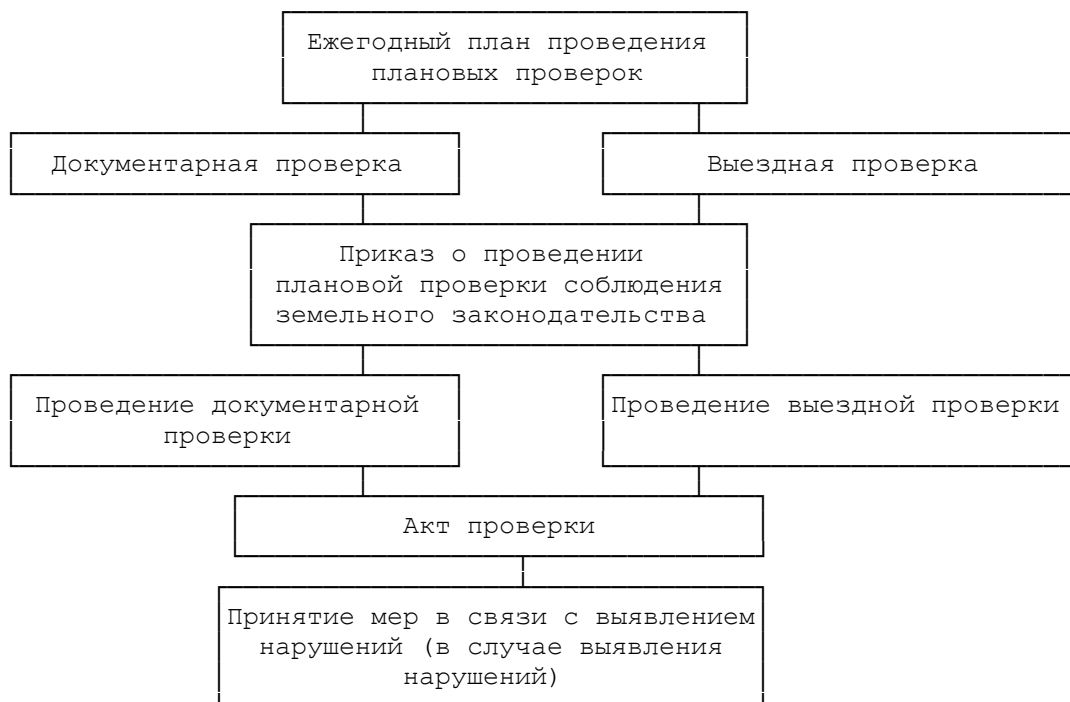 Ежегодный план проведения
плановых проверок
Документарная проверка
Выездная проверка
Приказ о проведении
плановой проверки соблюдения
земельного законодательства
Проведение документарной
проверки
Проведение выездной проверки
Акт проверки
Принятие мер в связи с выявлением
нарушений (в случае выявления
нарушений)